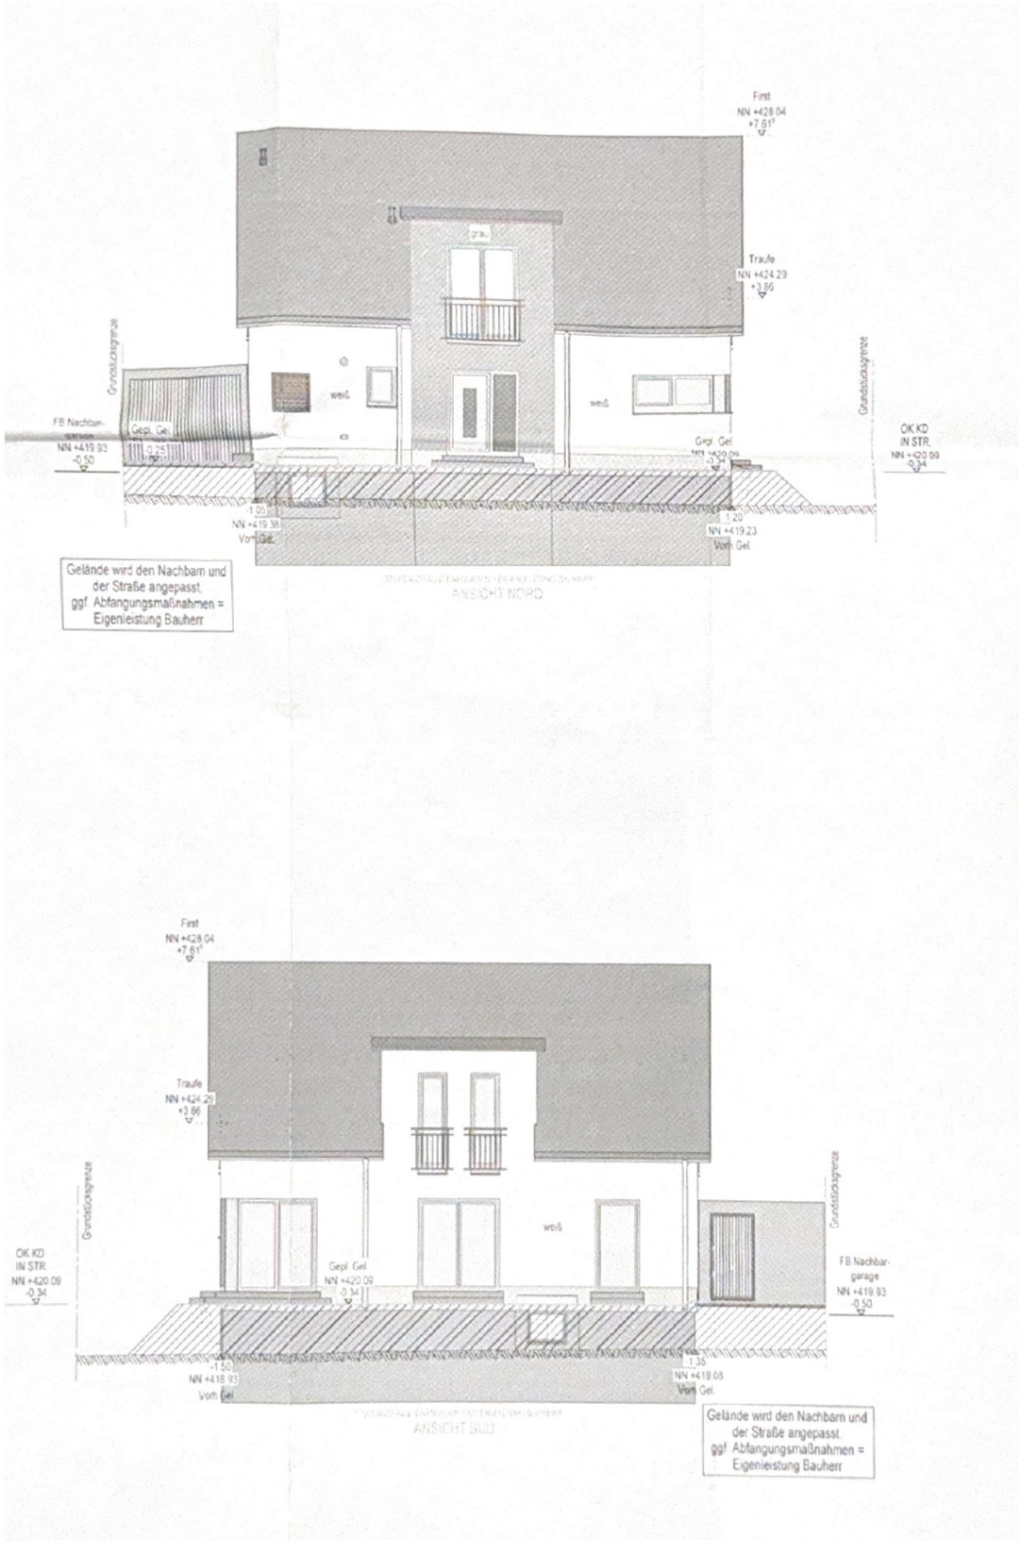 First
NN +428.04
+7.61⁵
grau
Traufe
NN +424.29
+3.86
Grundstücksgrenze
Grundstücksgrenze
weiß
weiß
FB Nachbar-
NN +419.93
-0.50
Gepl. Gel.
-0.25
Gepl. Gel.
NN +420.09
-0.34
OK KD
IN STR.
NN +420.09
-0.34
-1.05
NN +419.38
Vorh Gel.
-1.20
NN +419.23
Vorh Gel.
Gelände wird den Nachbarn und
der Straße angepasst.
ggf. Abfangungsmaßnahmen =
Eigenleistung Bauherr
ANSICHT NORD
First
NN +428.04
+7.61⁵
Traufe
NN +424.29
+3.86
Grundstücksgrenze
Grundstücksgrenze
weiß
OK KD
IN STR.
NN +420.09
-0.34
Gepl. Gel.
NN +420.09
-0.34
FB Nachbar-
garage
NN +419.93
-0.50
-1.50
NN +418.93
Vorh Gel.
-1.35
NN +419.08
Vorh Gel.
ANSICHT SÜD
Gelände wird den Nachbarn und
der Straße angepasst.
ggf. Abfangungsmaßnahmen =
Eigenleistung Bauherr